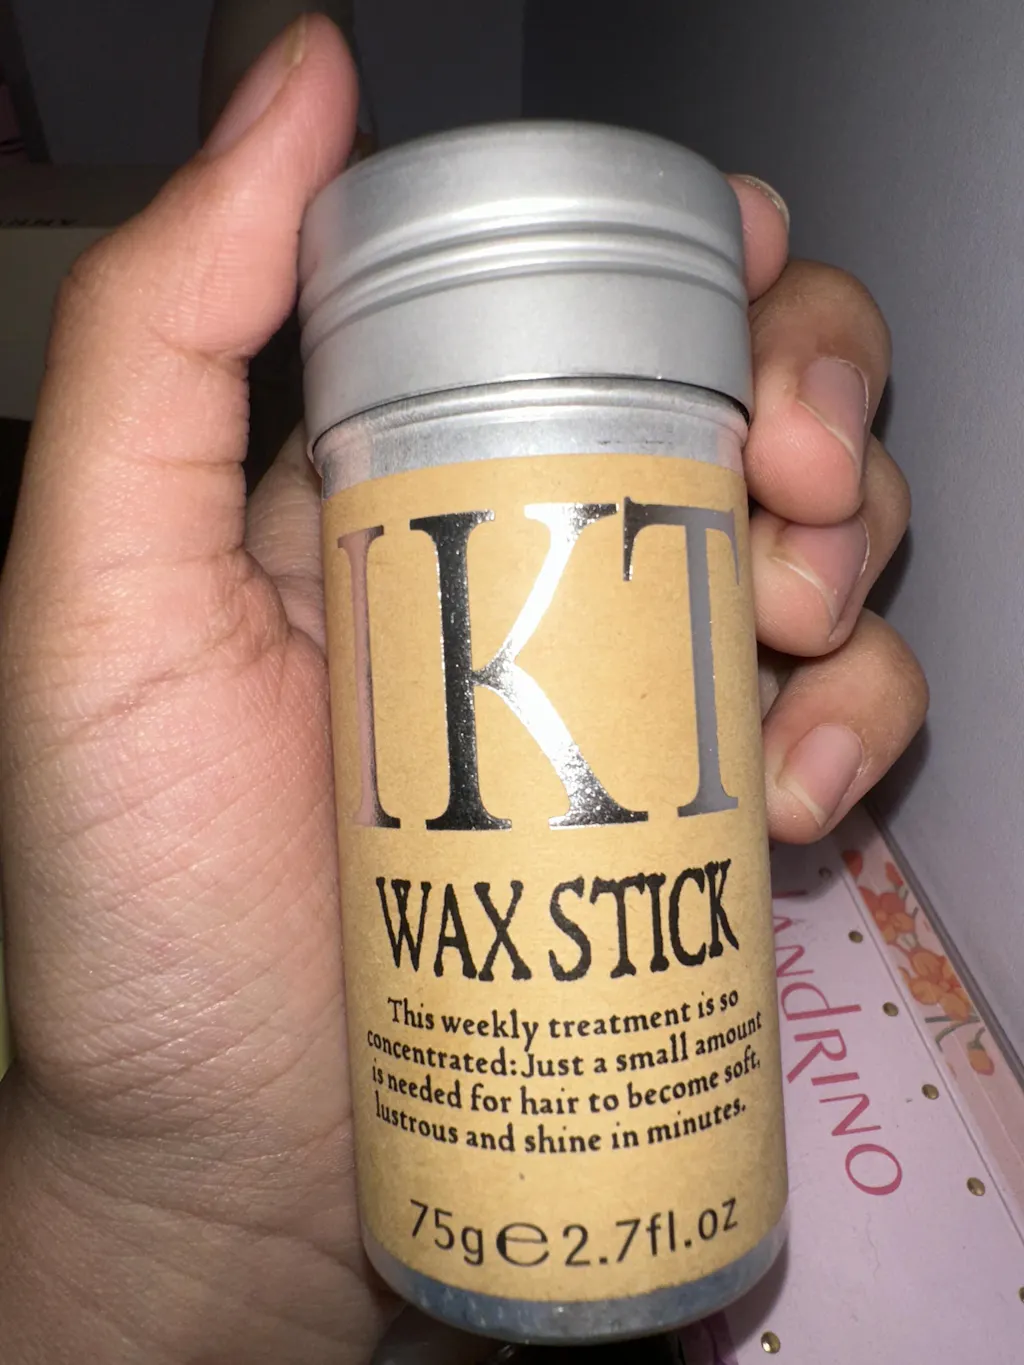 IKT
WAX STICK
This weekly treatment is so
concentrated:Just a small amount
is needed for hair to become soft,
lustrous and shine in minutes.
75g℮2.7fl.oz